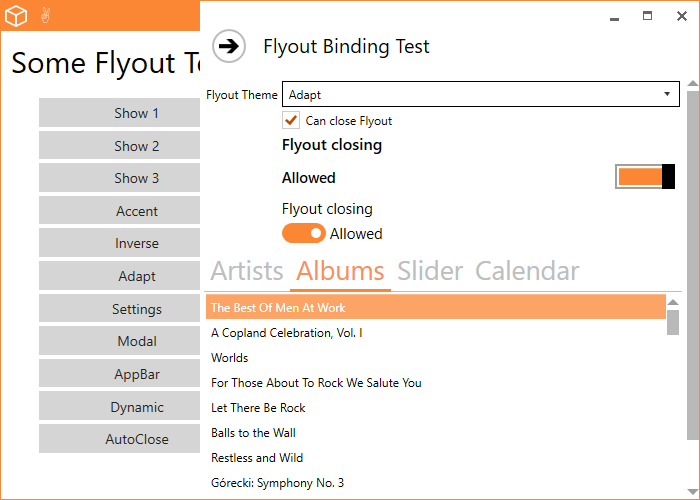 Some Flyout Te
Show 1
Show 2
Show 3
Accent
Inverse
Adapt
Settings
Modal
AppBar
Dynamic
AutoClose
Flyout Binding Test
Flyout Theme Adapt
Can close Flyout
Flyout closing
Allowed
Flyout closing
Allowed
Artists Albums Slider Calendar
The Best Of Men At Work
A Copland Celebration, Vol. I
Worlds
For Those About To Rock We Salute You
Let There Be Rock
Balls to the Wall
Restless and Wild
Górecki: Symphony No. 3